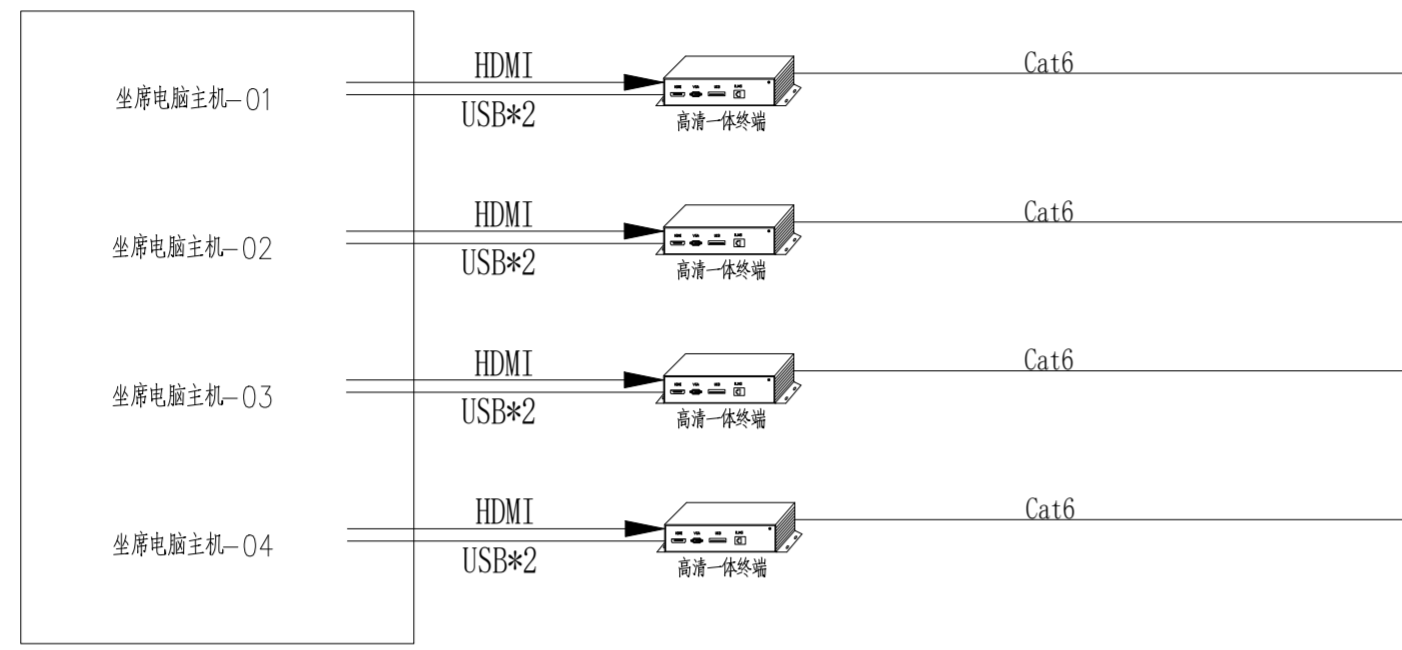 HDMI
Cat6
坐席电脑主机-01
USB*2
高清一体终端
HDMI
Cat6
坐席电脑主机-02
USB*2
高清一体终端
HDMI
Cat6
坐席电脑主机-03
USB*2
高清一体终端
HDMI
Cat6
坐席电脑主机-04
USB*2
高清一体终端